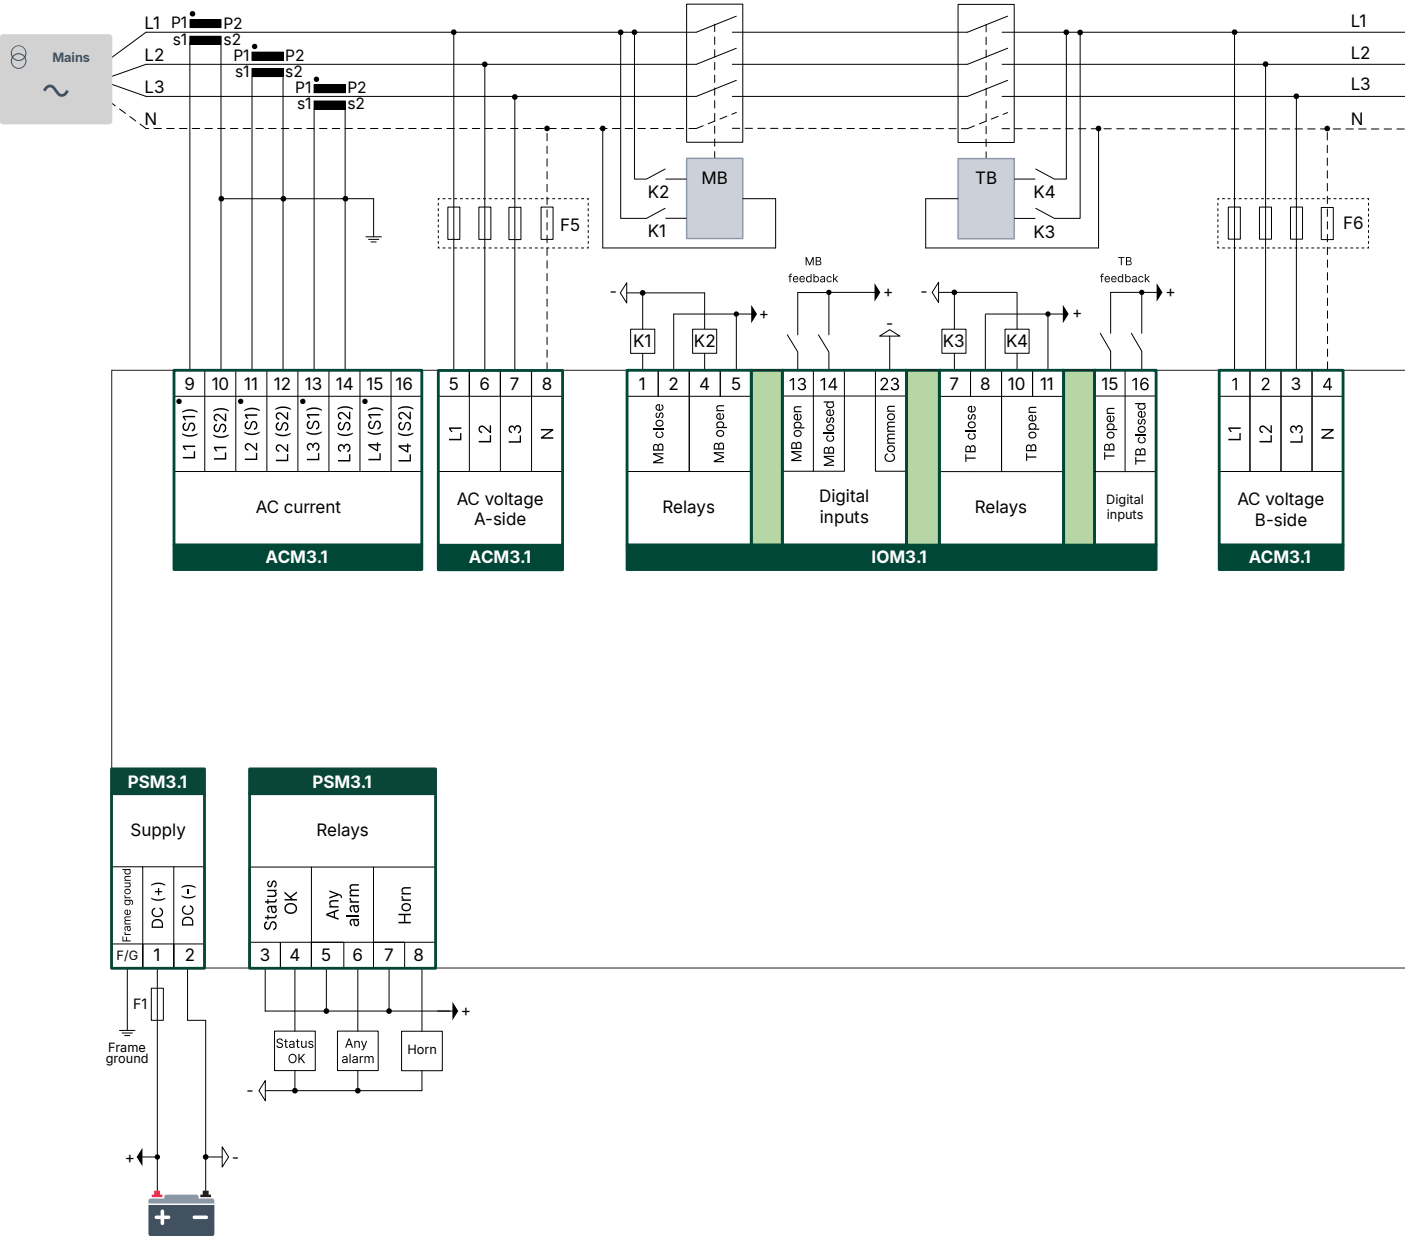 Mains
L1
P1
P2
s1
s2
L2
P1
P2
s1
s2
L3
P1
P2
s1
s2
N
L1
L2
L3
N
MB
K2
K1
TB
K4
K3
F5
F6
MB
feedback
TB
feedback
-
+
K1
K2
+
-
-
+
K3
K4
+
9 10 11 12 13 14 15 16
L1 (S1)
L1 (S2)
L2 (S1)
L2 (S2)
L3 (S1)
L3 (S2)
L4 (S1)
L4 (S2)
AC current
ACM3.1
5 6 7 8
L1
L2
L3
N
AC voltage
A-side
ACM3.1
1 2 4 5
MB close
MB open
Relays
13 14 23
MB open
MB closed
Common
Digital
inputs
7 8 10 11
TB close
TB open
Relays
15 16
TB open
TB closed
Digital
inputs
IOM3.1
1 2 3 4
L1
L2
L3
N
AC voltage
B-side
ACM3.1
PSM3.1
Supply
Frame ground
DC (+)
DC (-)
F/G 1 2
PSM3.1
Relays
Status
OK
Any
alarm
Horn
3 4 5 6 7 8
F1
Frame
ground
+
Status
OK
Any
alarm
Horn
-
+
-
+ −